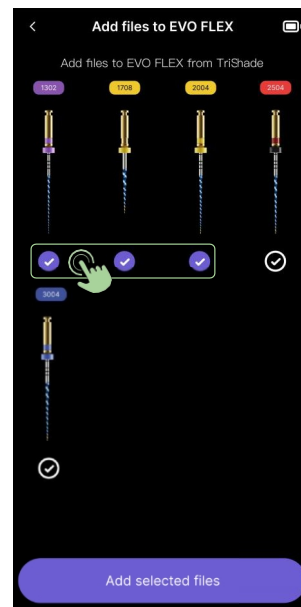 Add files to EVO FLEX
Add files to EVO FLEX from TriShade
1302 1708 2004 2504
3004
Add selected files